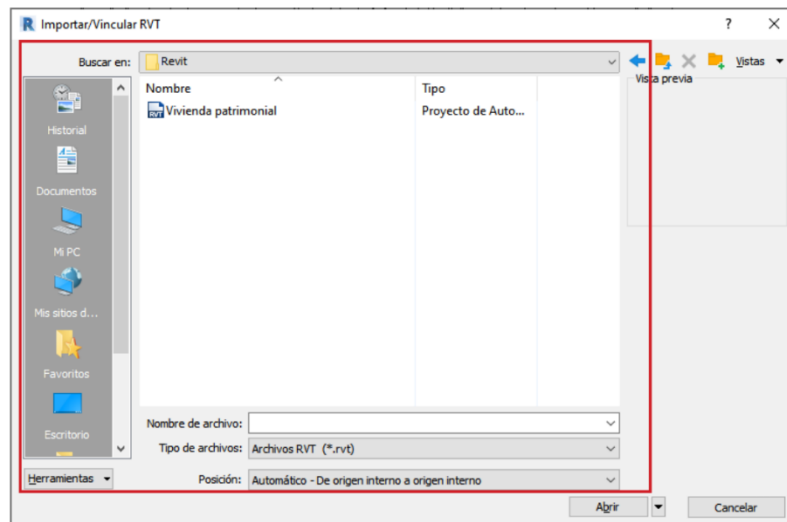 Importar/Vincular RVT
Buscar en: Revit
Vistas
Nombre Tipo
Vista previa
Vivienda patrimonial Proyecto de Auto...
Historial
Documentos
Mi PC
Mis sitios d...
Favoritos
Escritorio
Nombre de archivo:
Tipo de archivos: Archivos RVT (*.rvt)
Herramientas
Posición: Automático - De origen interno a origen interno
Abrir
Cancelar